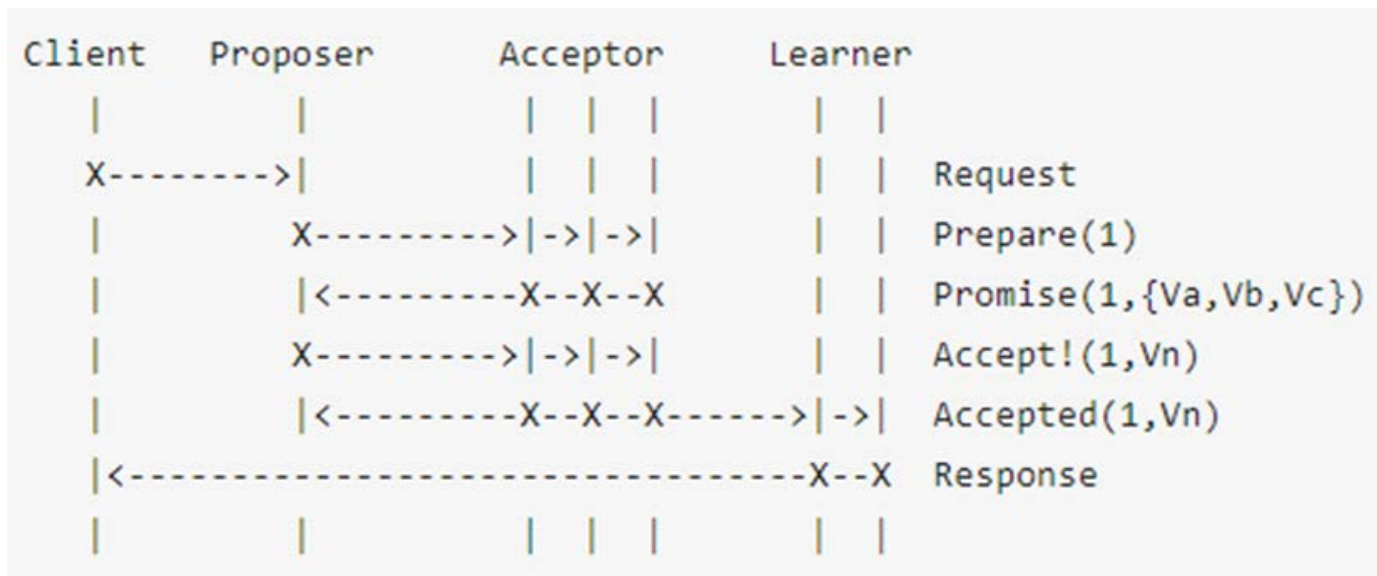 Client   Proposer      Acceptor     Learner
   |         |          |  |  |       |  |
   X-------->|          |  |  |       |  |  Request
   |         X--------->|->|->|       |  |  Prepare(1)
   |         |<---------X--X--X       |  |  Promise(1,{Va,Vb,Vc})
   |         X--------->|->|->|       |  |  Accept!(1,Vn)
   |         |<---------X--X--X------>|->|  Accepted(1,Vn)
   |<---------------------------------X--X  Response
   |         |          |  |  |       |  |